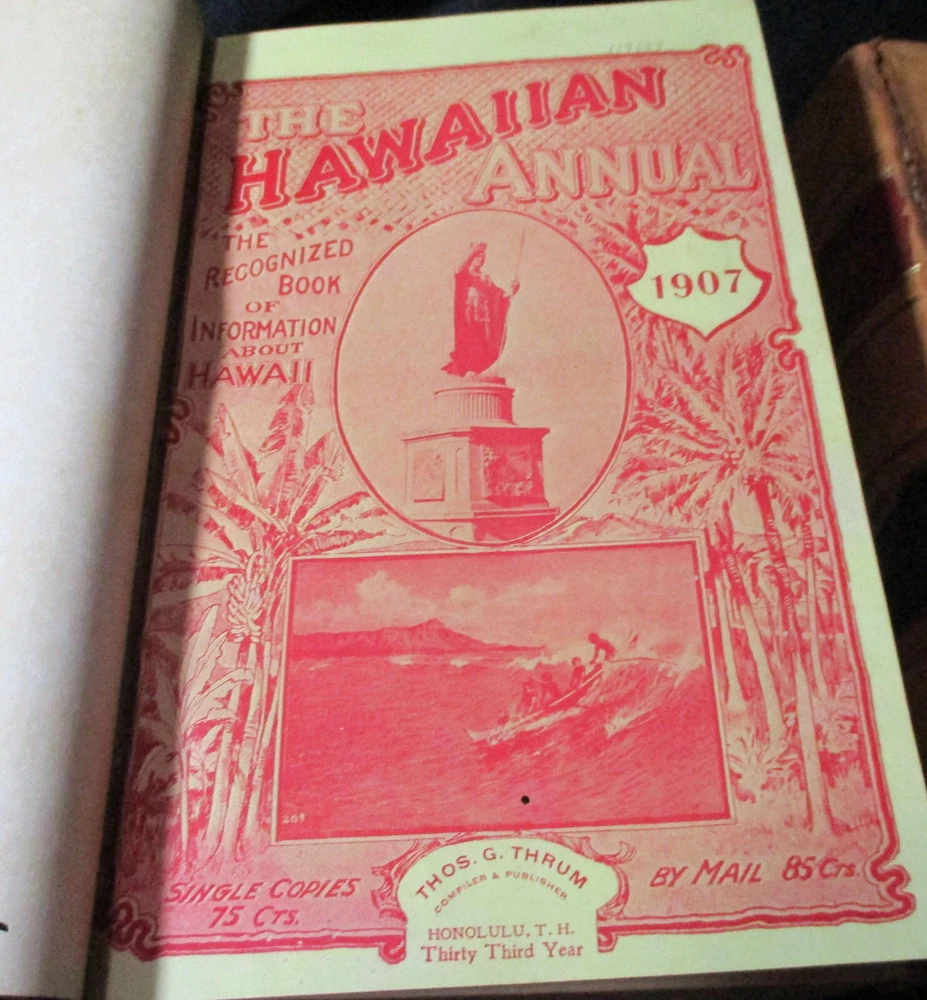 THE
HAWAIIAN
ANNUAL
THE
RECOGNIZED
BOOK
OF
INFORMATION
ABOUT
HAWAII
1907
209
SINGLE COPIES
75 CTS.
THOS. G. THRUM
COMPILER & PUBLISHER
HONOLULU, T. H.
Thirty Third Year
BY MAIL 85 CTS.